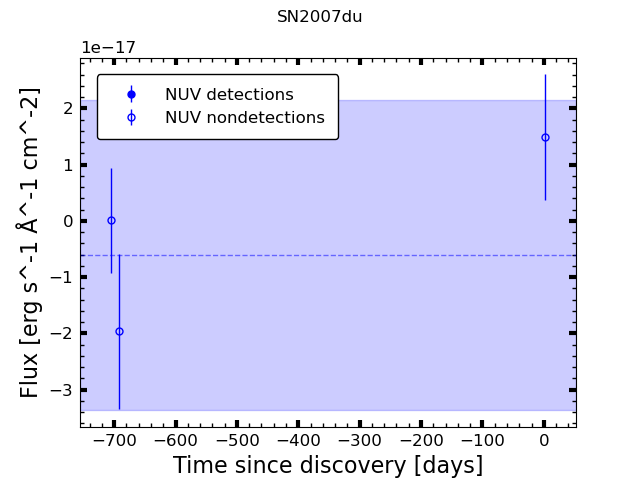 SN2007du
1e−17
NUV detections
NUV nondetections
2
1
0
−1
−2
−3
Flux [erg s^-1 Å^-1 cm^-2]
−700 −600 −500 −400 −300 −200 −100 0
Time since discovery [days]